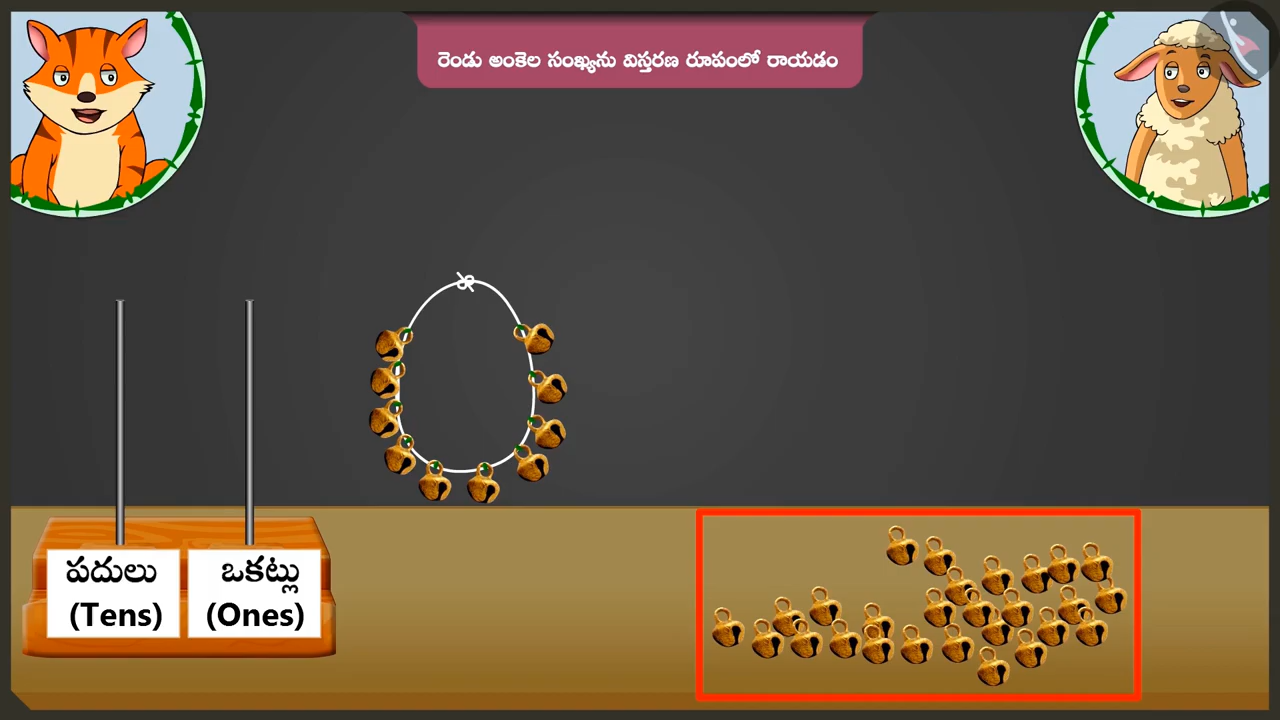 రెండు అంకెల సంఖ్యను విస్తరణ రూపంలో రాయడం
పదులు
(Tens)
ఒకట్లు
(Ones)